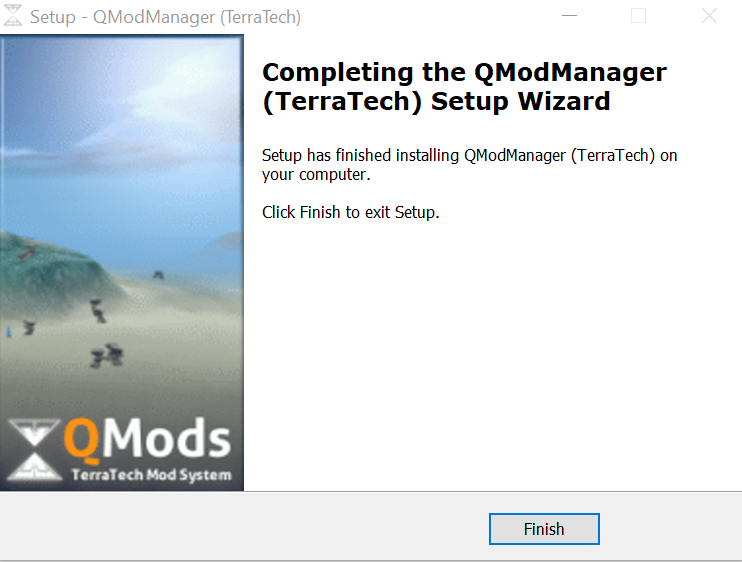 Setup - QModManager (TerraTech)
Completing the QModManager
(TerraTech) Setup Wizard
Setup has finished installing QModManager (TerraTech) on
your computer.
Click Finish to exit Setup.
QMods
TerraTech Mod System
Finish